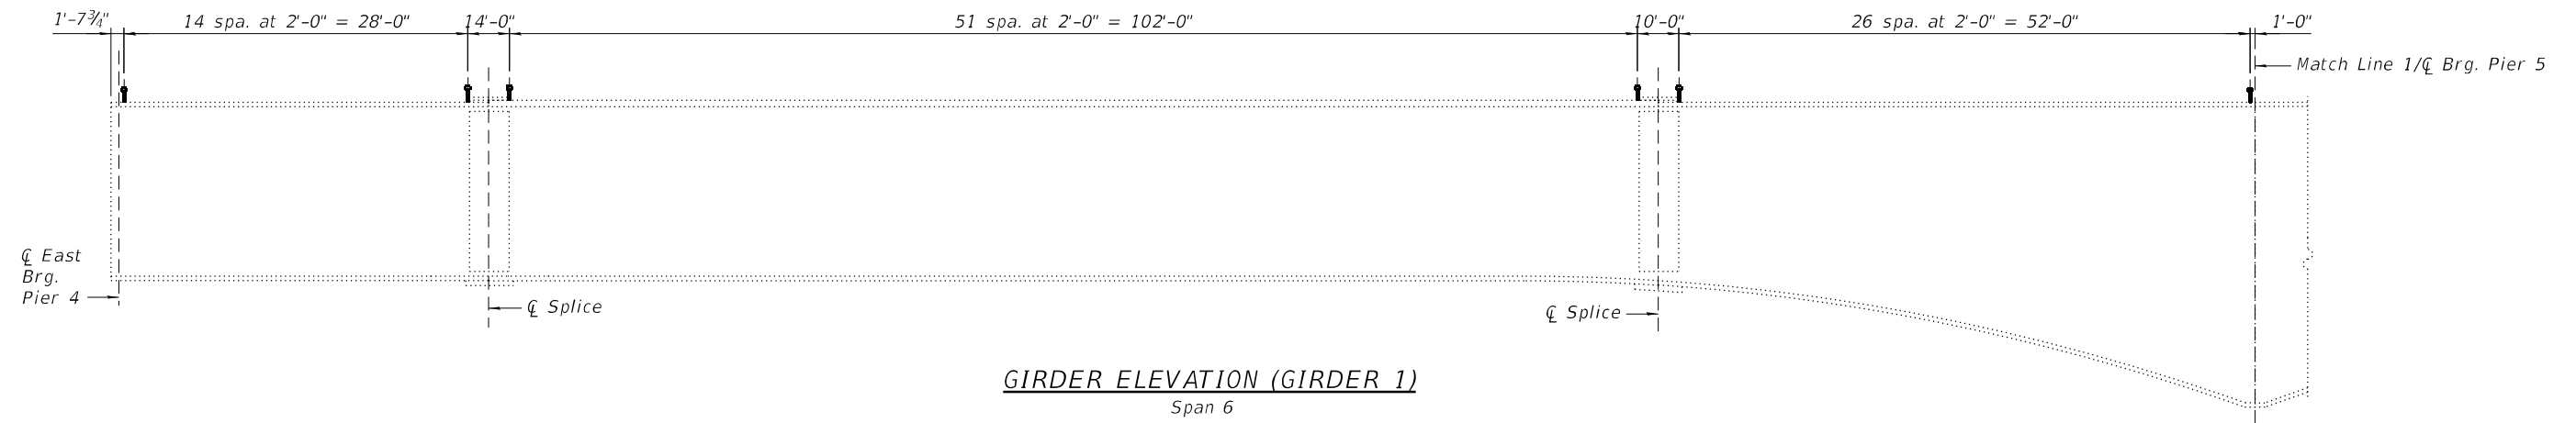 1'-7¾" 14 spa. at 2'-0" = 28'-0" 14'-0" 51 spa. at 2'-0" = 102'-0" 10'-0" 26 spa. at 2'-0" = 52'-0" 1'-0"
Match Line 1/℄ Brg. Pier 5
℄ East
Brg.
Pier 4
℄ Splice
℄ Splice
GIRDER ELEVATION (GIRDER 1)
Span 6